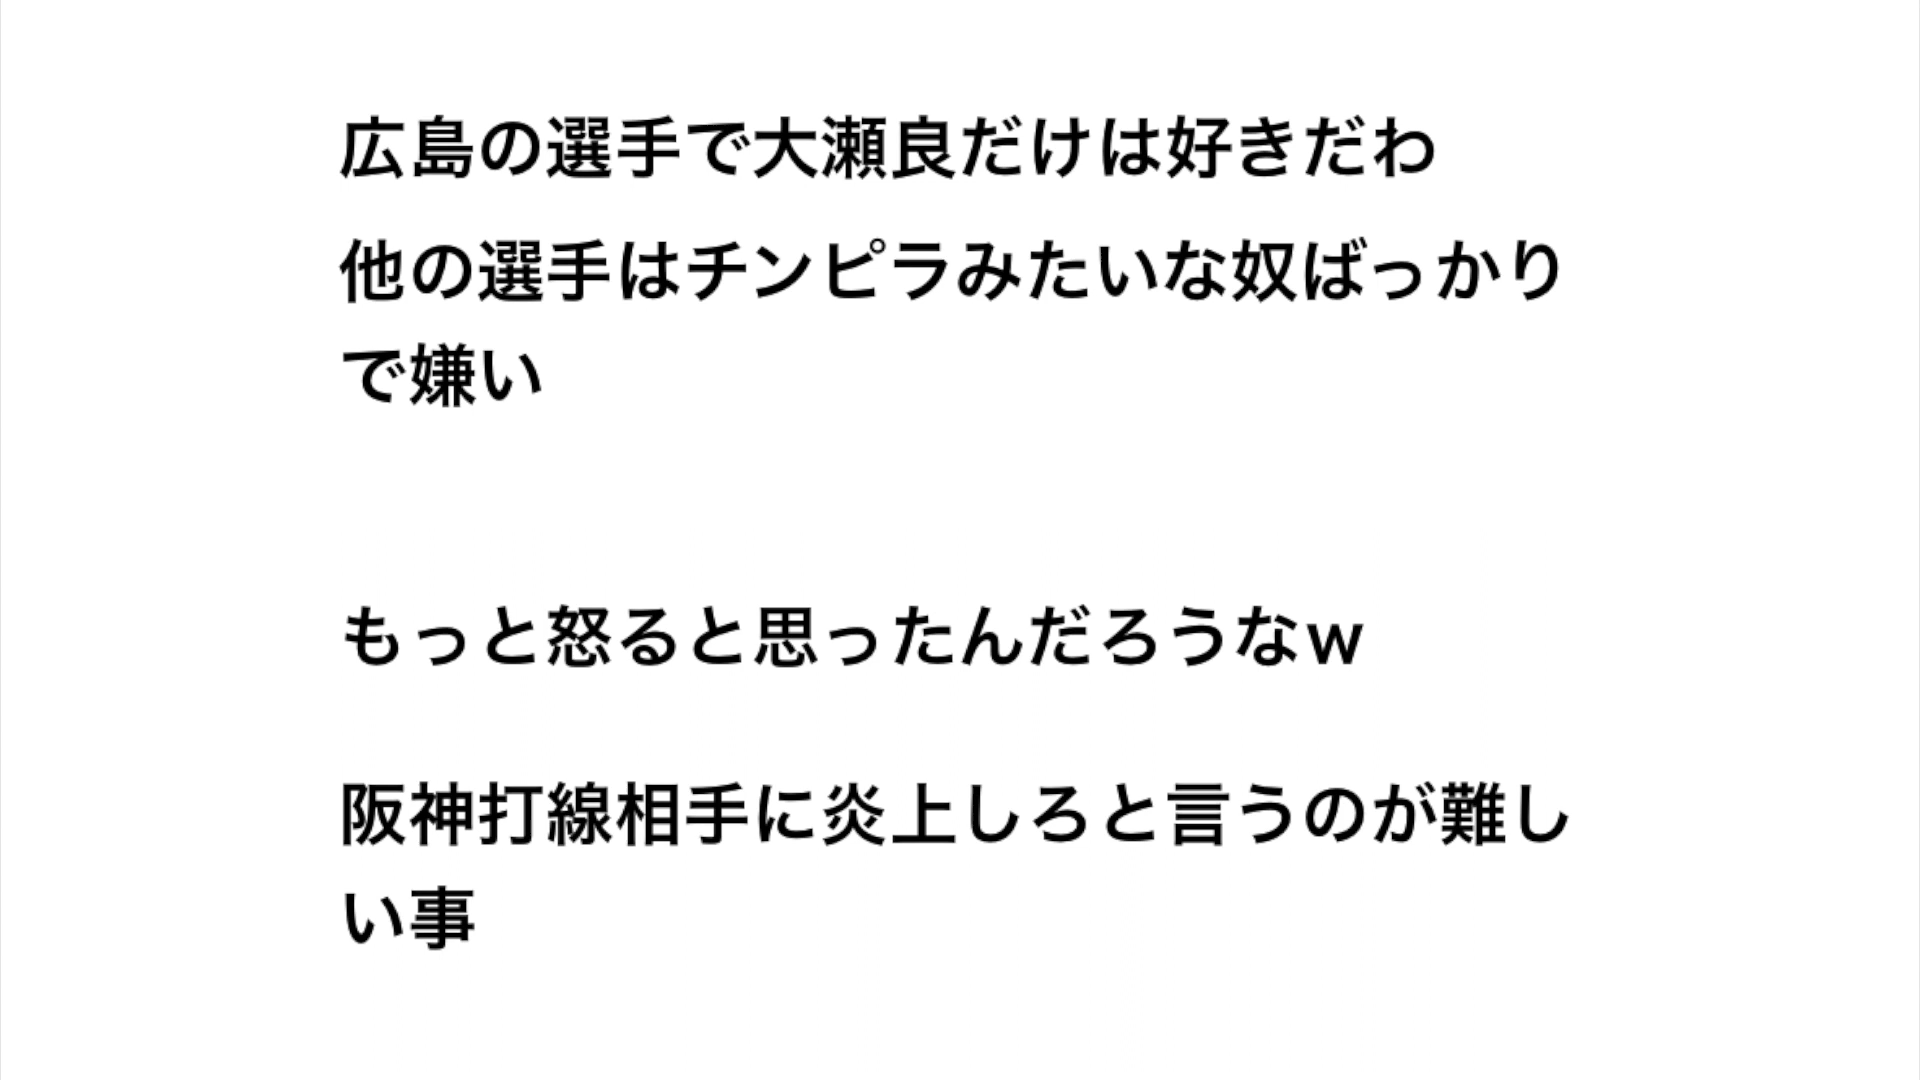 広島の選手で大瀬良だけは好きだわ
他の選手はチンピラみたいな奴ばっかり
で嫌い
もっと怒ると思ったんだろうなw
阪神打線相手に炎上しろと言うのが難し
い事